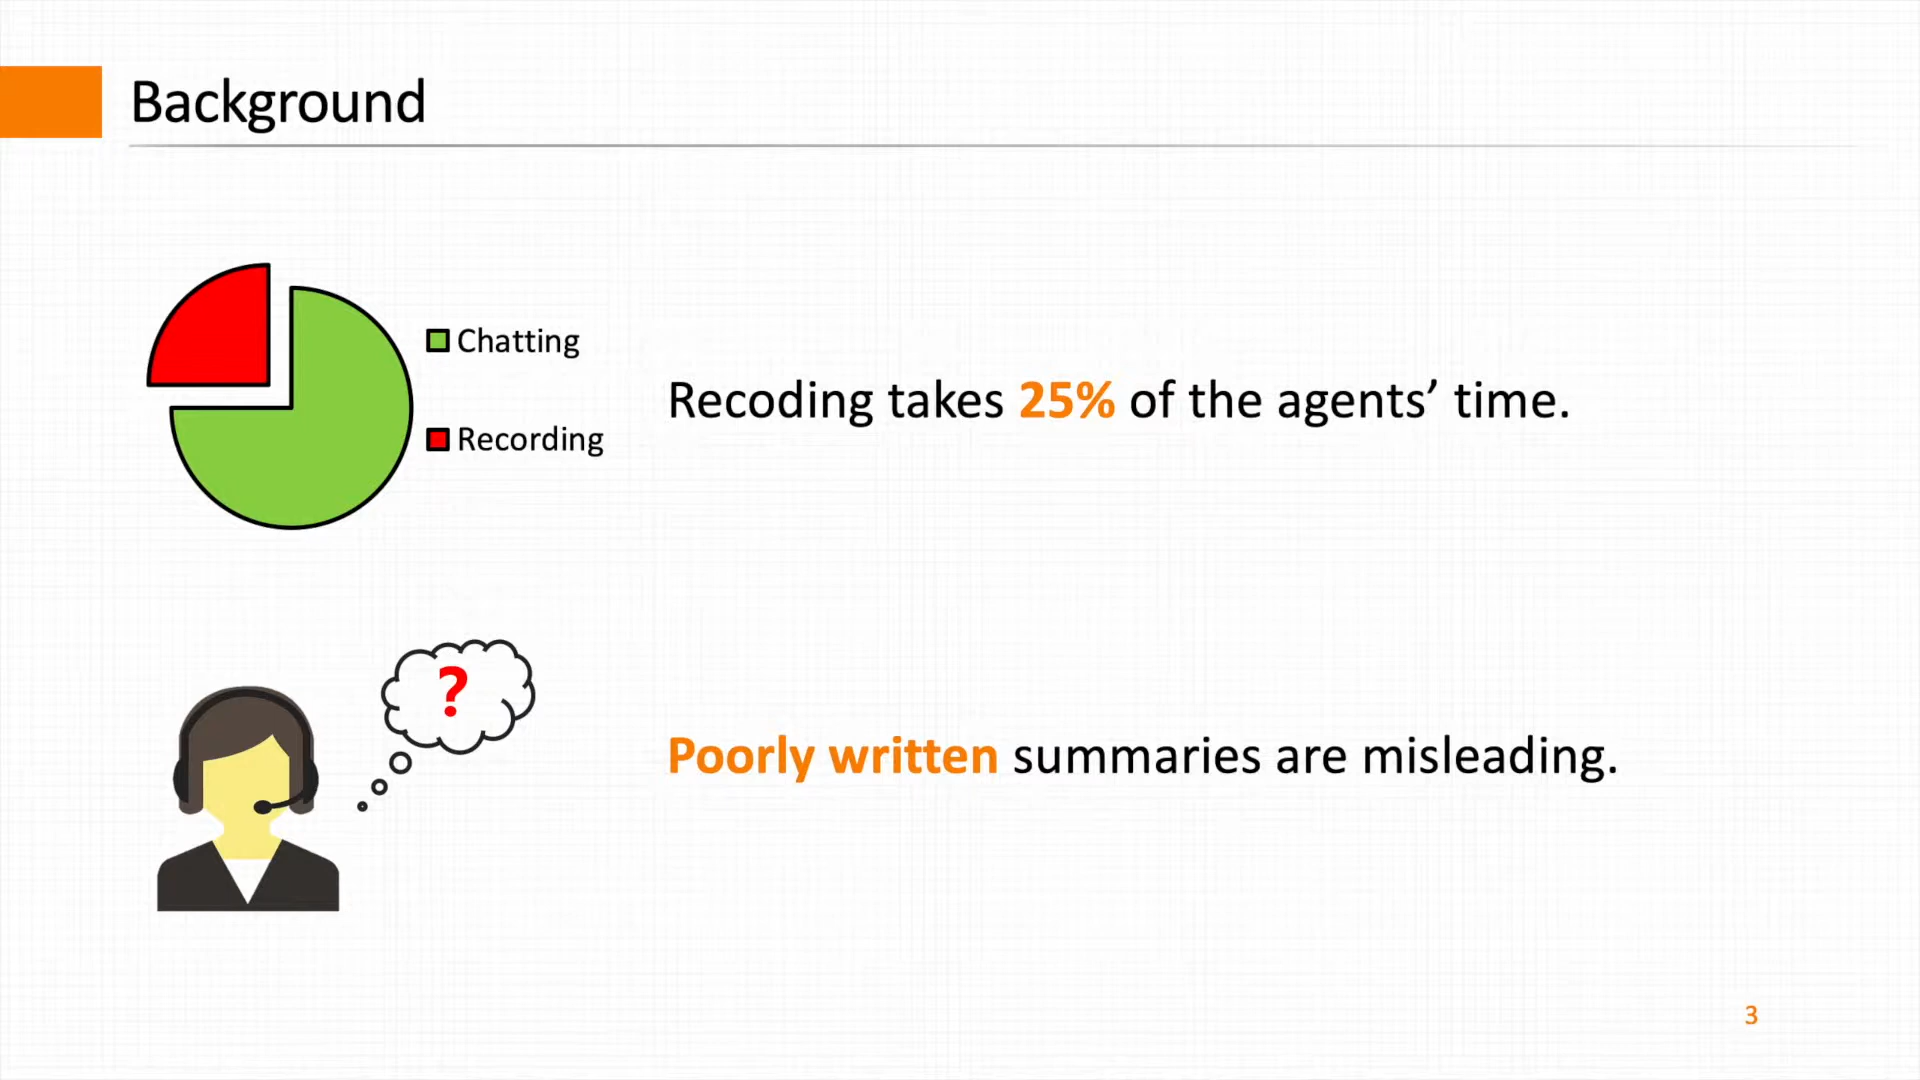 Background
Chatting
Recording
Recoding takes 25% of the agents’ time.
?
Poorly written summaries are misleading.
3